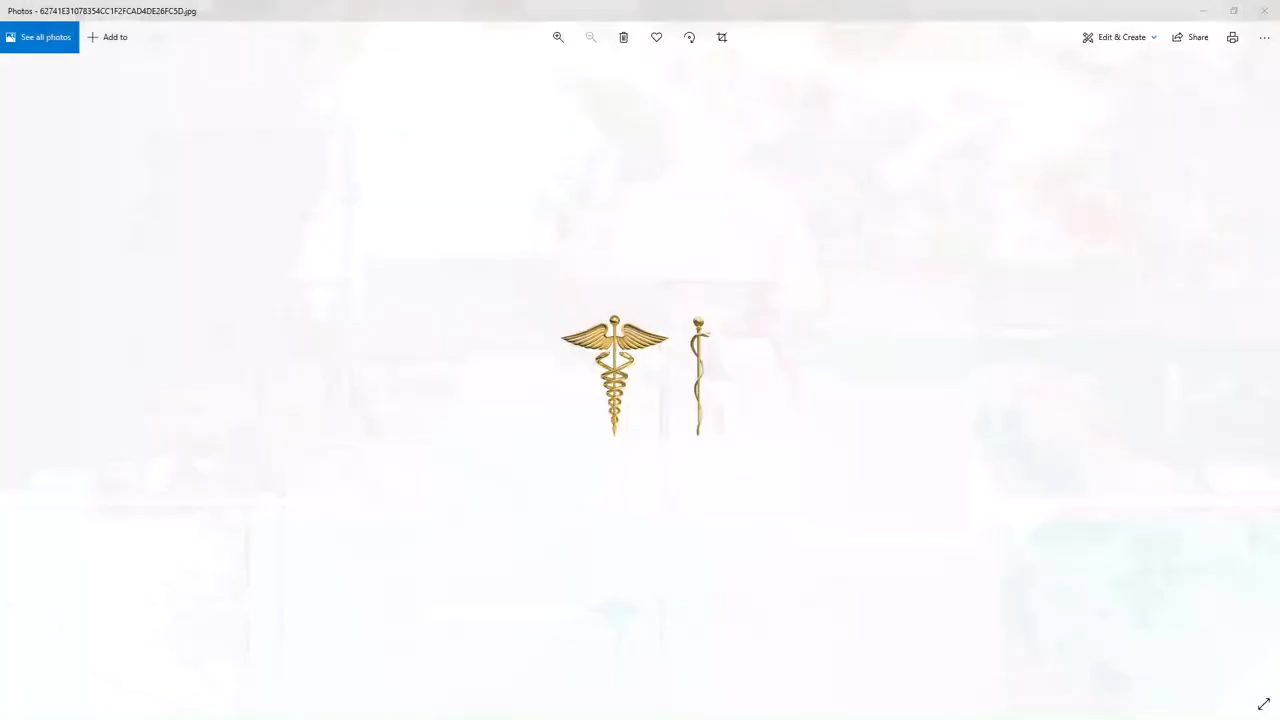 Photos - 62741E31078354CC1F2FCAD4DE26FC5D.jpg
See all photos
Add to
Edit & Create
Share